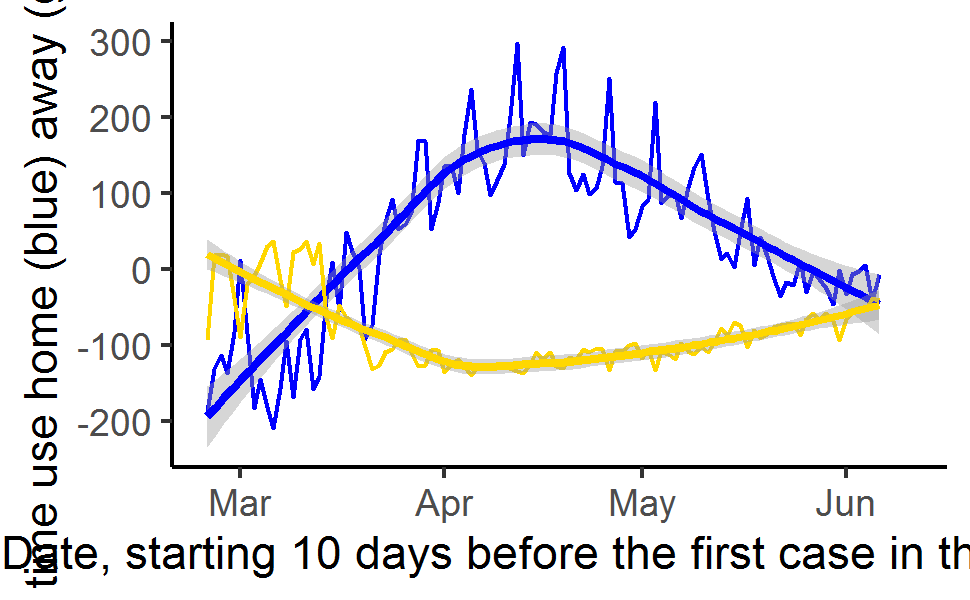 time use home (blue) away (
300
200
100
0
-100
-200
Mar Apr May Jun
Date, starting 10 days before the first case in th